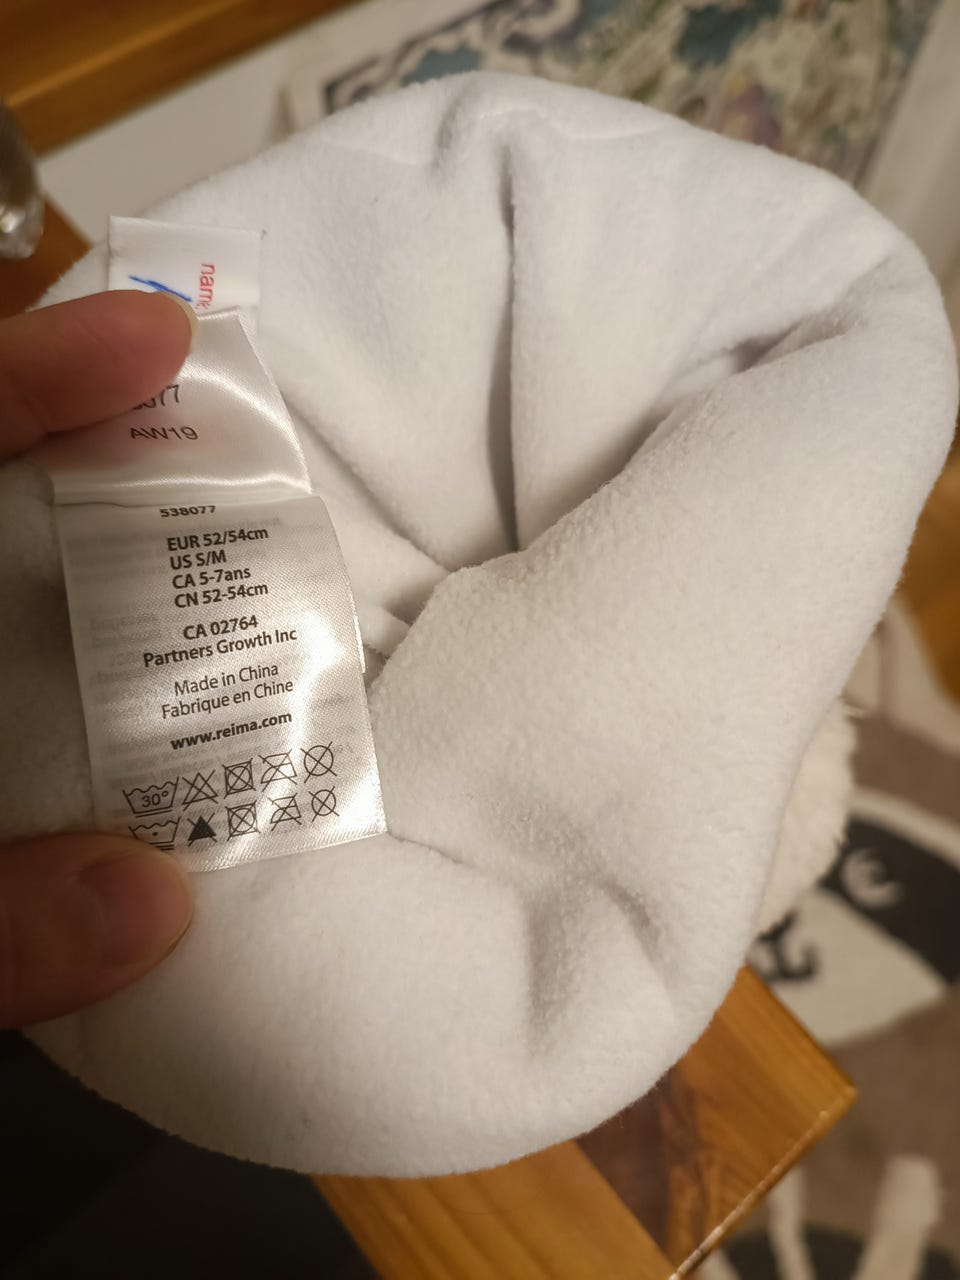 name
AW19
538077
EUR 52/54cm
US S/M
CA 5-7ans
CN 52-54cm
CA 02764
Partners Growth Inc
Made in China
Fabrique en Chine
www.reima.com
30°